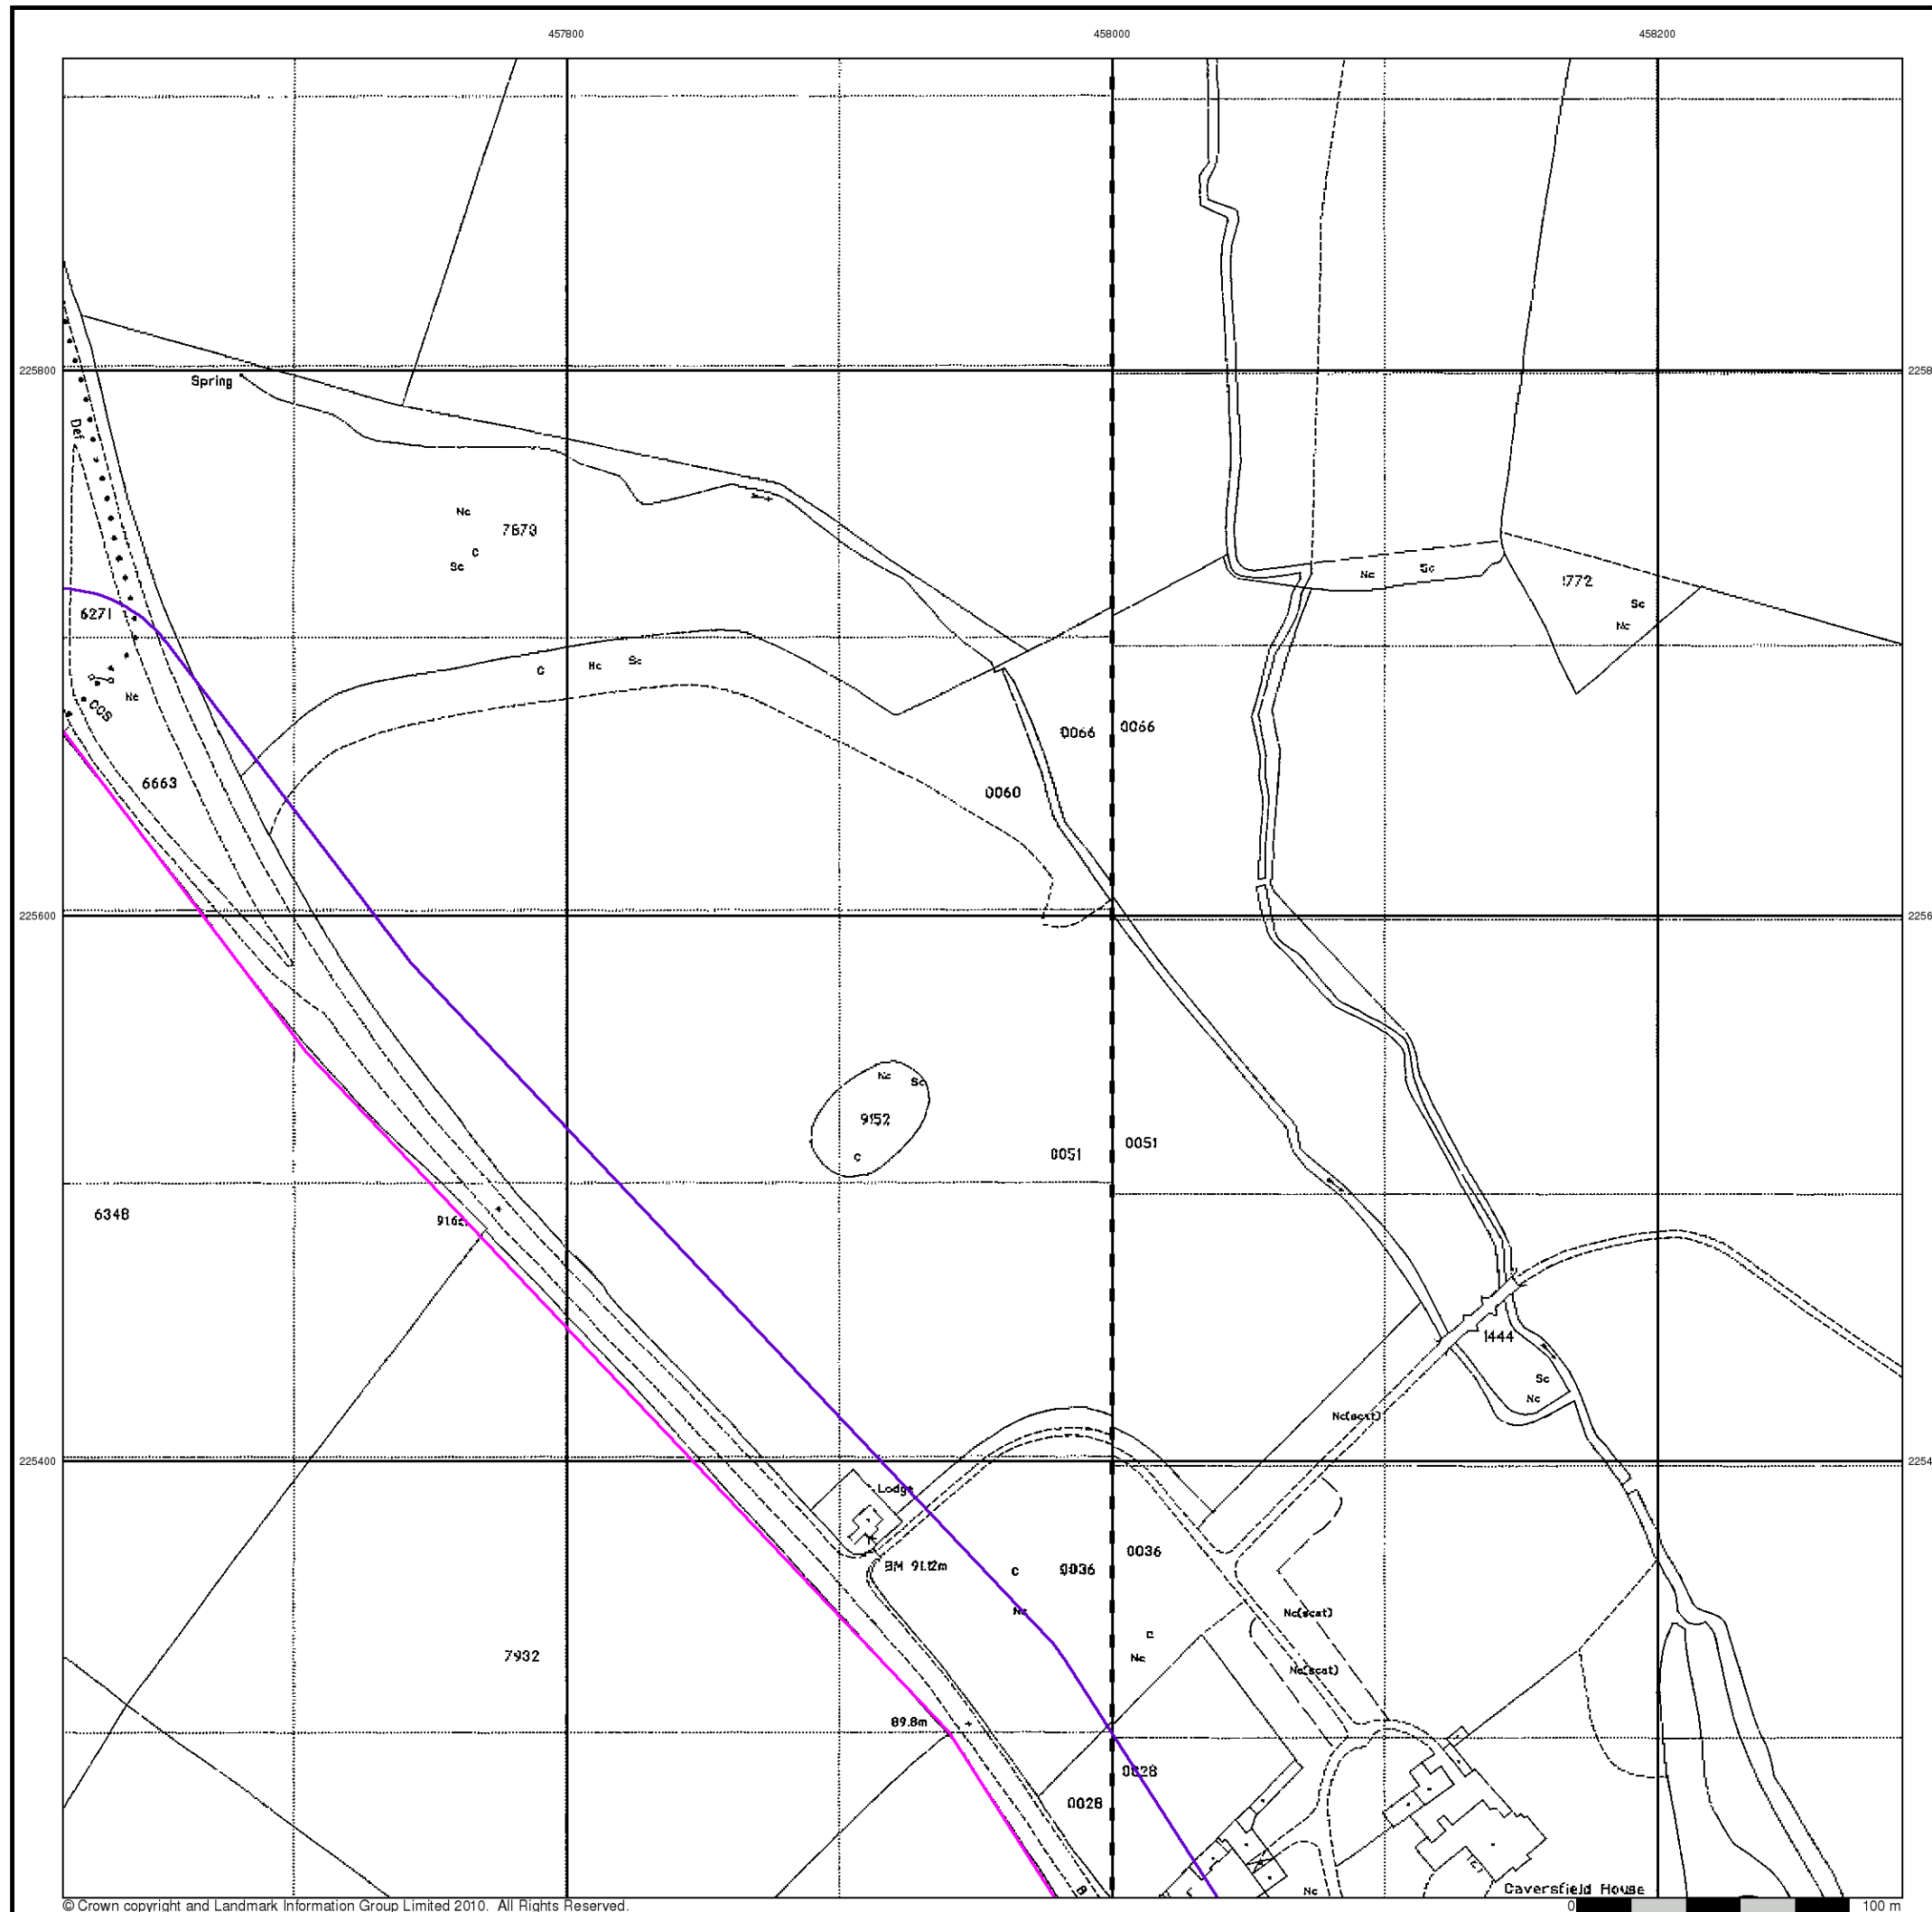 457800 458000 458200
225800
Spring
Def
Nc
7673
C
Sc
Nc Sc
1772
Sc
Nc
6271
C Nc Sc
Nc
CCS
0066 0066
6663
0060
225600
Nc Sc
9152
C
0051 0051
6348
1444
Sc
Nc
Nc(scat)
225400
Lodge
BM 91.12m
C 0036 0036
Nc
Nc(scat)
C
Nc
7932
Nc(scat)
89.8m
0028
0028
B
Nc
Caversfield House
© Crown copyright and Landmark Information Group Limited 2010. All Rights Reserved.
0 100 m